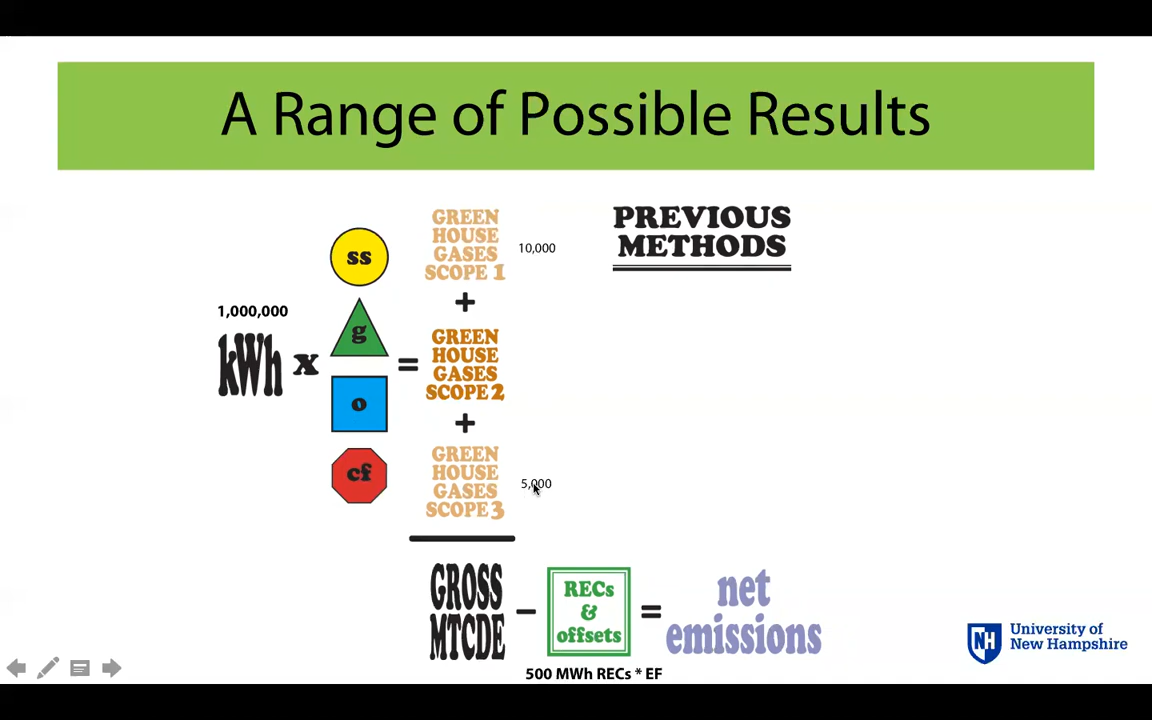 A Range of Possible Results
PREVIOUS
METHODS
1,000,000
kWh x
ss
g
o
cf
=
GREEN
HOUSE
GASES
SCOPE 1
10,000
+
GREEN
HOUSE
GASES
SCOPE 2
+
GREEN
HOUSE
GASES
SCOPE 3
5,000
GROSS
MTCDE
−
RECs
&
offsets
=
net
emissions
500 MWh RECs * EF
NH
University of
New Hampshire